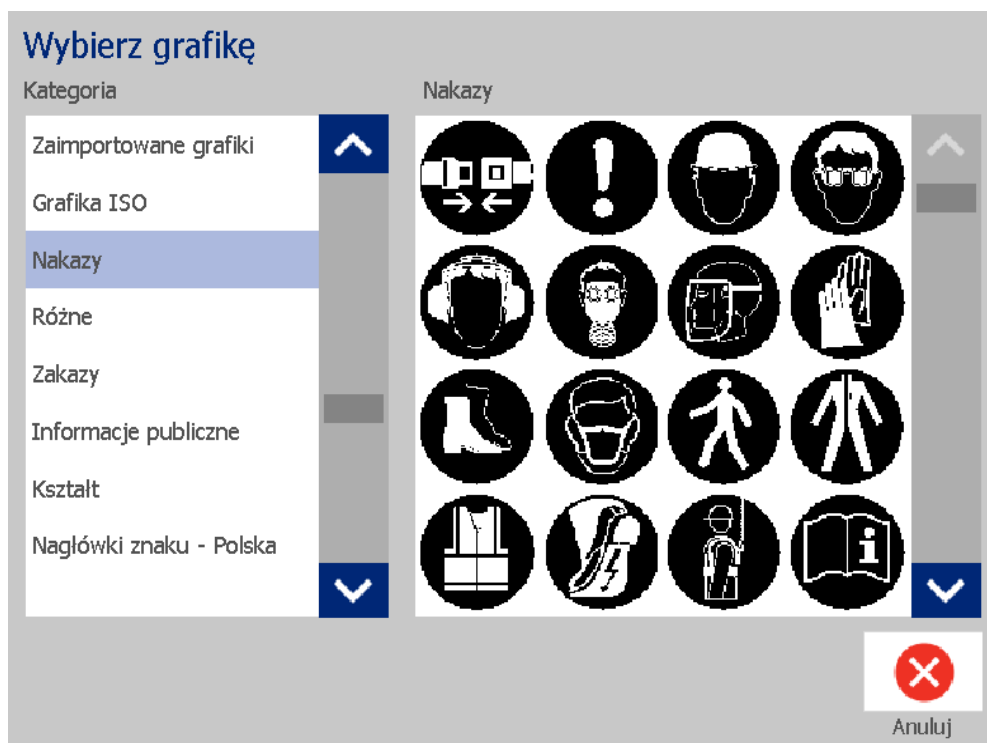 Wybierz grafikę
Kategoria
Nakazy
Zaimportowane grafiki
Grafika ISO
Nakazy
Różne
Zakazy
Informacje publiczne
Kształt
Nagłówki znaku - Polska
Anuluj